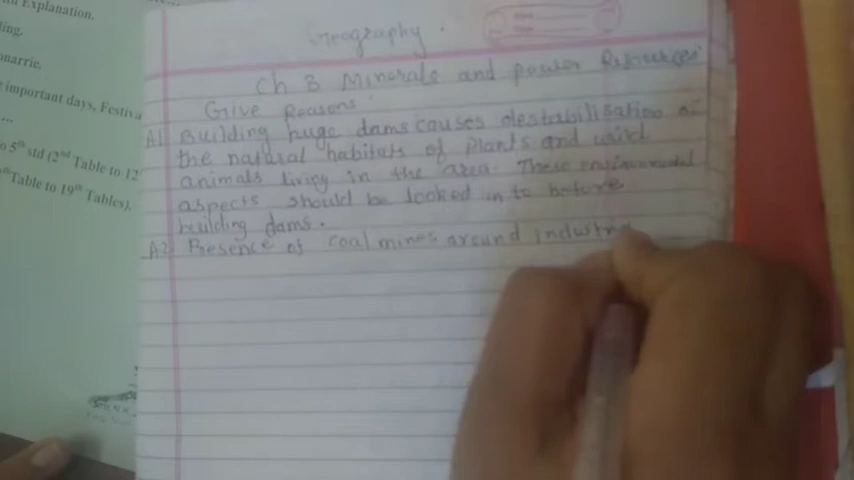 Explanation.
ling.
marrie.
important days, Festiva
...
o 5th std (2nd Table to 12
Table to 19th Tables).
Geography.
Ch 3 Minerals and power Resources
Give Reasons
A1 Building huge dams causes destabilisation of
the natural habitats of plants and wild
animals living in the area. These environmental
aspects should be looked in to before
building dams.
A2 Presence of coal mines around industri